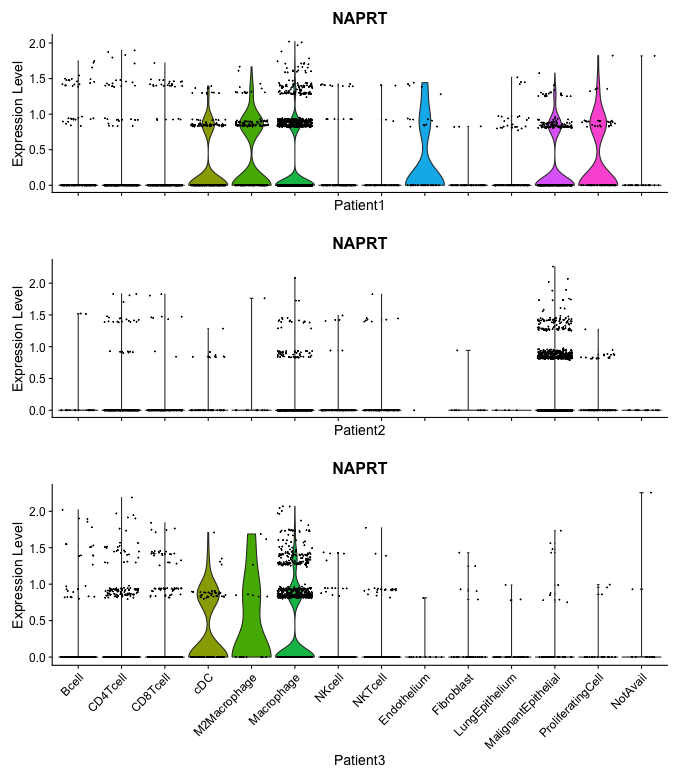 NAPRT
Expression Level
2.0
1.5
1.0
0.5
0.0
Patient1
NAPRT
Expression Level
2.0
1.5
1.0
0.5
0.0
Patient2
NAPRT
Expression Level
2.0
1.5
1.0
0.5
0.0
Bcell
CD4Tcell
CD8Tcell
cDC
M2Macrophage
Macrophage
NKcell
NKTcell
Endothelium
Fibroblast
LungEpithelium
MalignantEpithelial
ProliferatingCell
NotAvail
Patient3